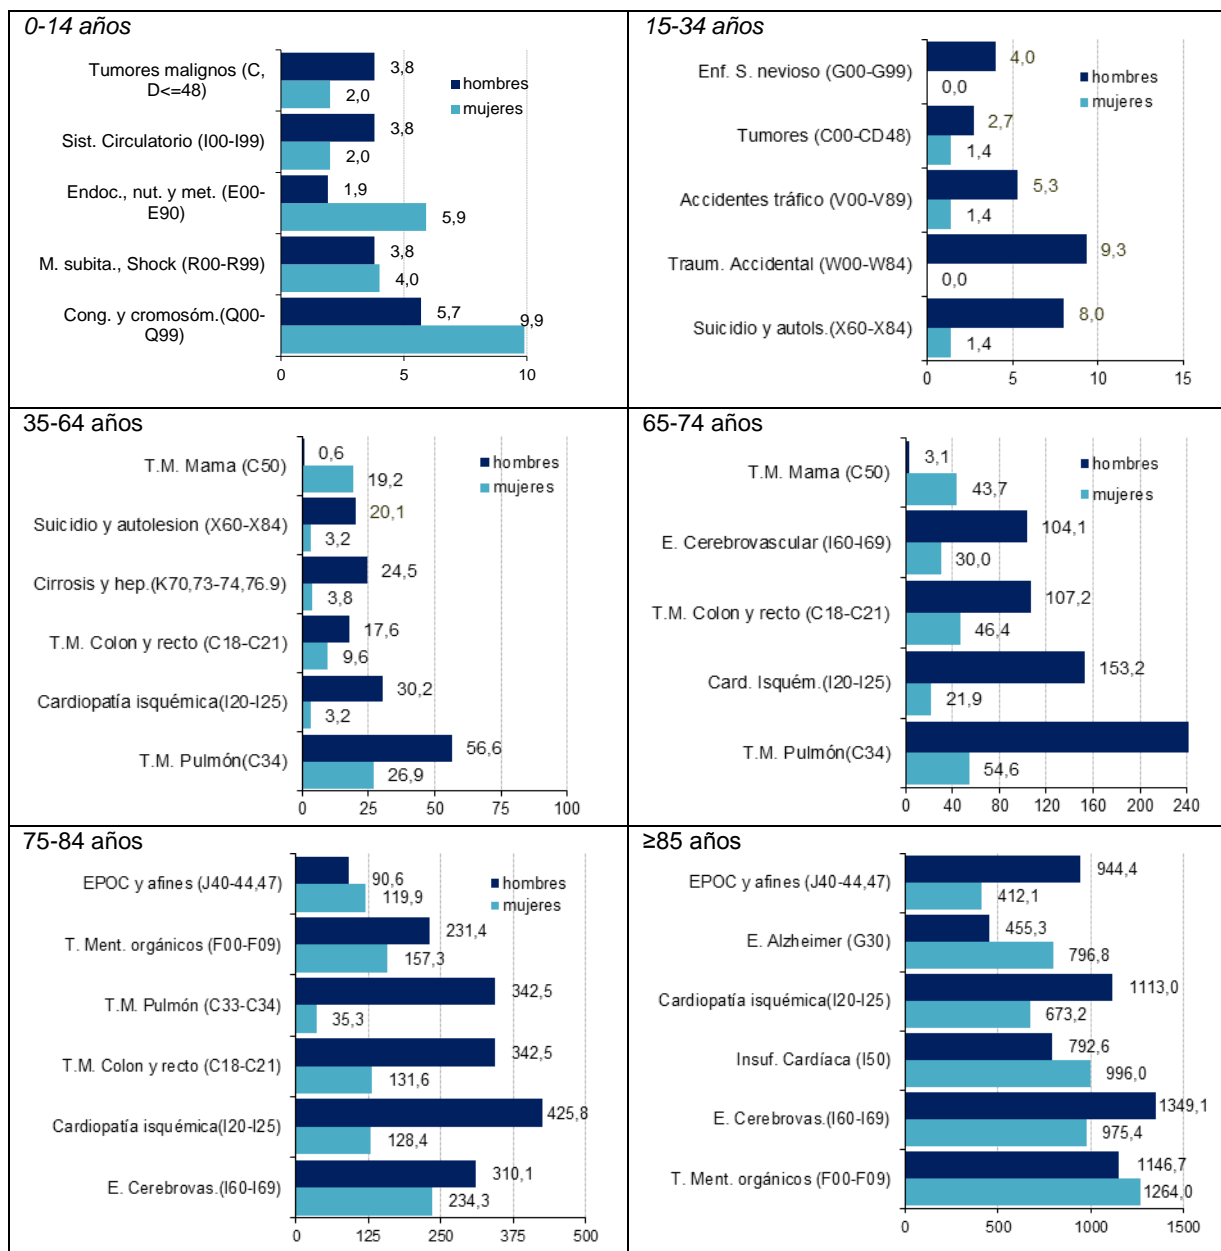 0-14 años
Tumores malignos (C,
D<=48)
3,8
2,0
Sist. Circulatorio (I00-I99)
3,8
2,0
Endoc., nut. y met. (E00-
E90)
1,9
5,9
M. subita., Shock (R00-R99)
3,8
4,0
Cong. y cromosóm.(Q00-
Q99)
5,7
9,9
hombres
mujeres
0 5 10
15-34 años
Enf. S. nevioso (G00-G99)
4,0
0,0
Tumores (C00-CD48)
2,7
1,4
Accidentes tráfico (V00-V89)
5,3
1,4
Traum. Accidental (W00-W84)
9,3
0,0
Suicidio y autols.(X60-X84)
8,0
1,4
hombres
mujeres
0 5 10 15
35-64 años
T.M. Mama (C50)
0,6
19,2
Suicidio y autolesion (X60-X84)
20,1
3,2
Cirrosis y hep.(K70,73-74,76.9)
24,5
3,8
T.M. Colon y recto (C18-C21)
17,6
9,6
Cardiopatía isquémica(I20-I25)
30,2
3,2
T.M. Pulmón(C34)
56,6
26,9
hombres
mujeres
0 25 50 75 100
65-74 años
T.M. Mama (C50)
3,1
43,7
E. Cerebrovascular (I60-I69)
104,1
30,0
T.M. Colon y recto (C18-C21)
107,2
46,4
Card. Isquém.(I20-I25)
153,2
21,9
T.M. Pulmón(C34)
54,6
hombres
mujeres
0 40 80 120 160 200 240
75-84 años
EPOC y afines (J40-44,47)
90,6
119,9
T. Ment. orgánicos (F00-F09)
231,4
157,3
T.M. Pulmón (C33-C34)
342,5
35,3
T.M. Colon y recto (C18-C21)
342,5
131,6
Cardiopatía isquémica(I20-I25)
425,8
128,4
E. Cerebrovas.(I60-I69)
310,1
234,3
hombres
mujeres
0 125 250 375 500
≥85 años
EPOC y afines (J40-44,47)
944,4
412,1
E. Alzheimer (G30)
455,3
796,8
Cardiopatía isquémica(I20-I25)
1113,0
673,2
Insuf. Cardíaca (I50)
792,6
996,0
E. Cerebrovas.(I60-I69)
1349,1
975,4
T. Ment. orgánicos (F00-F09)
1146,7
1264,0
0 500 1000 1500